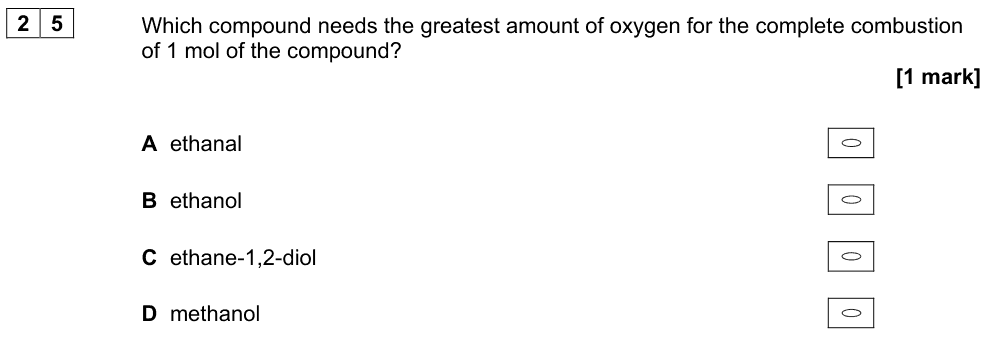 2 5 Which compound needs the greatest amount of oxygen for the complete combustion
of 1 mol of the compound?
[1 mark]
A ethanal
B ethanol
C ethane-1,2-diol
D methanol